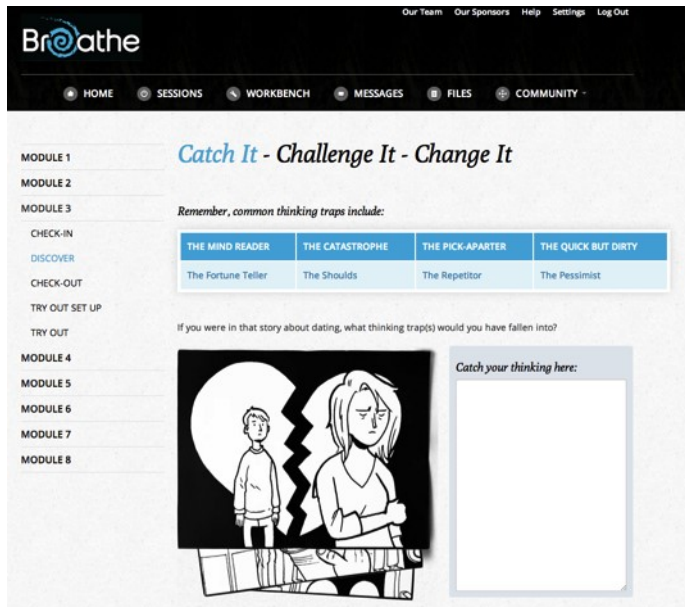 Our Team Our Sponsors Help Settings Log Out
Breathe
HOME SESSIONS WORKBENCH MESSAGES FILES COMMUNITY
MODULE 1
MODULE 2
MODULE 3
CHECK-IN
DISCOVER
CHECK-OUT
TRY OUT SET UP
TRY OUT
MODULE 4
MODULE 5
MODULE 6
MODULE 7
MODULE 8
Catch It - Challenge It - Change It
Remember, common thinking traps include:
THE MIND READER THE CATASTROPHE THE PICK-APARTER THE QUICK BUT DIRTY
The Fortune Teller The Shoulds The Repetitor The Pessimist
If you were in that story about dating, what thinking trap(s) would you have fallen into?
Catch your thinking here: